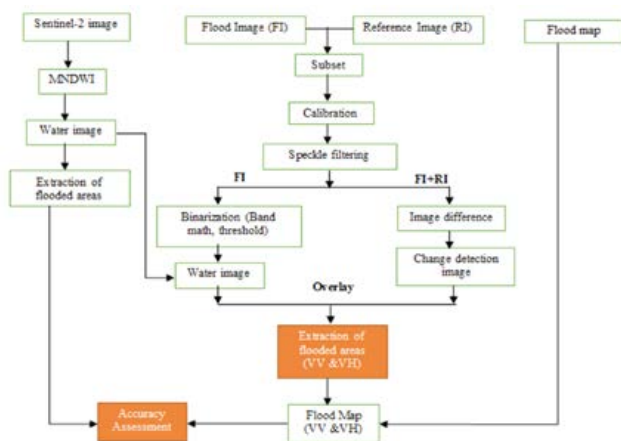 Sentinel-2 image
MNDWI
Water image
Extraction of
flooded areas
Flood Image (FI)
Reference Image (RI)
Subset
Calibration
Speckle filtering
FI
FI+RI
Binarization (Band
math, threshold)
Water image
Image difference
Change detection
image
Overlay
Extraction of
flooded areas
(VV &VH)
Flood Map
(VV &VH)
Accuracy
Assessment
Flood map